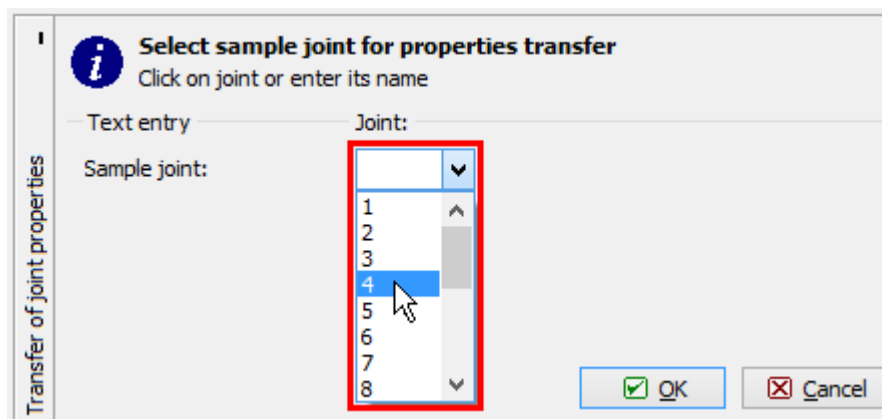 Select sample joint for properties transfer
Click on joint or enter its name
Text entry Joint:
Sample joint:
1
2
3
4
5
6
7
8
OK Cancel
Transfer of joint properties